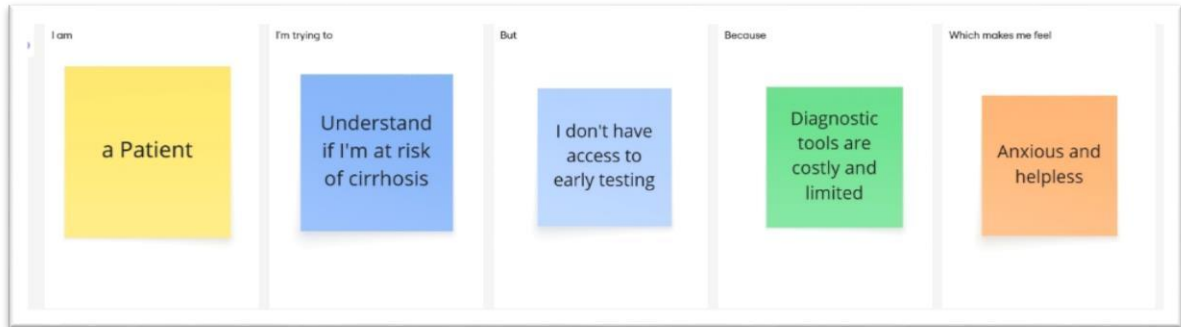 I am
a Patient
I'm trying to
Understand
if I'm at risk
of cirrhosis
But
I don't have
access to
early testing
Because
Diagnostic
tools are
costly and
limited
Which makes me feel
Anxious and
helpless